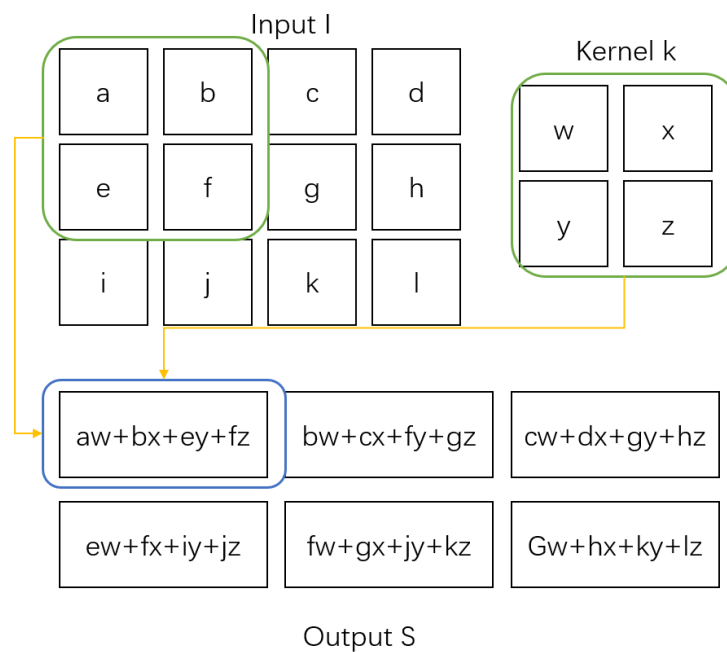 Input I
Kernel k
a b c d
e f g h
i j k l
w x
y z
aw+bx+ey+fz bw+cx+fy+gz cw+dx+gy+hz
ew+fx+iy+jz fw+gx+jy+kz Gw+hx+ky+lz
Output S